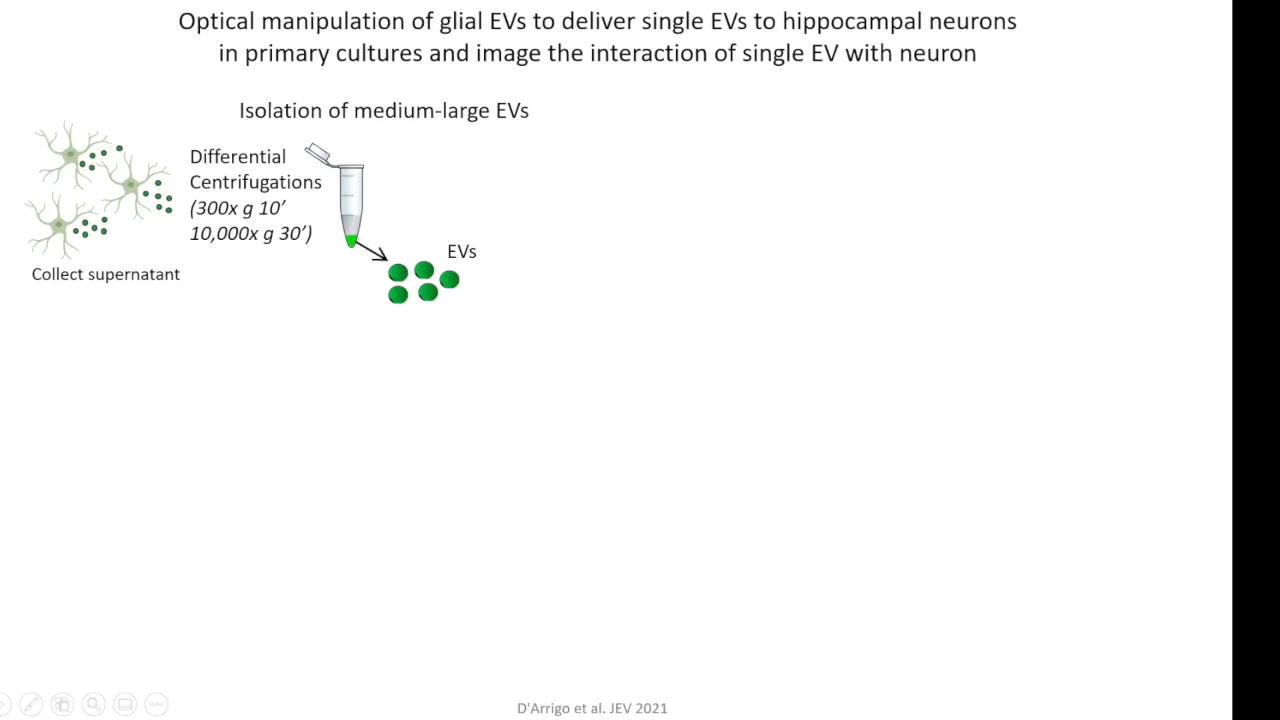 Optical manipulation of glial EVs to deliver single EVs to hippocampal neurons
in primary cultures and image the interaction of single EV with neuron
Isolation of medium-large EVs
Differential
Centrifugations
(300x g 10’
10,000x g 30’)
EVs
Collect supernatant
D'Arrigo et al. JEV 2021